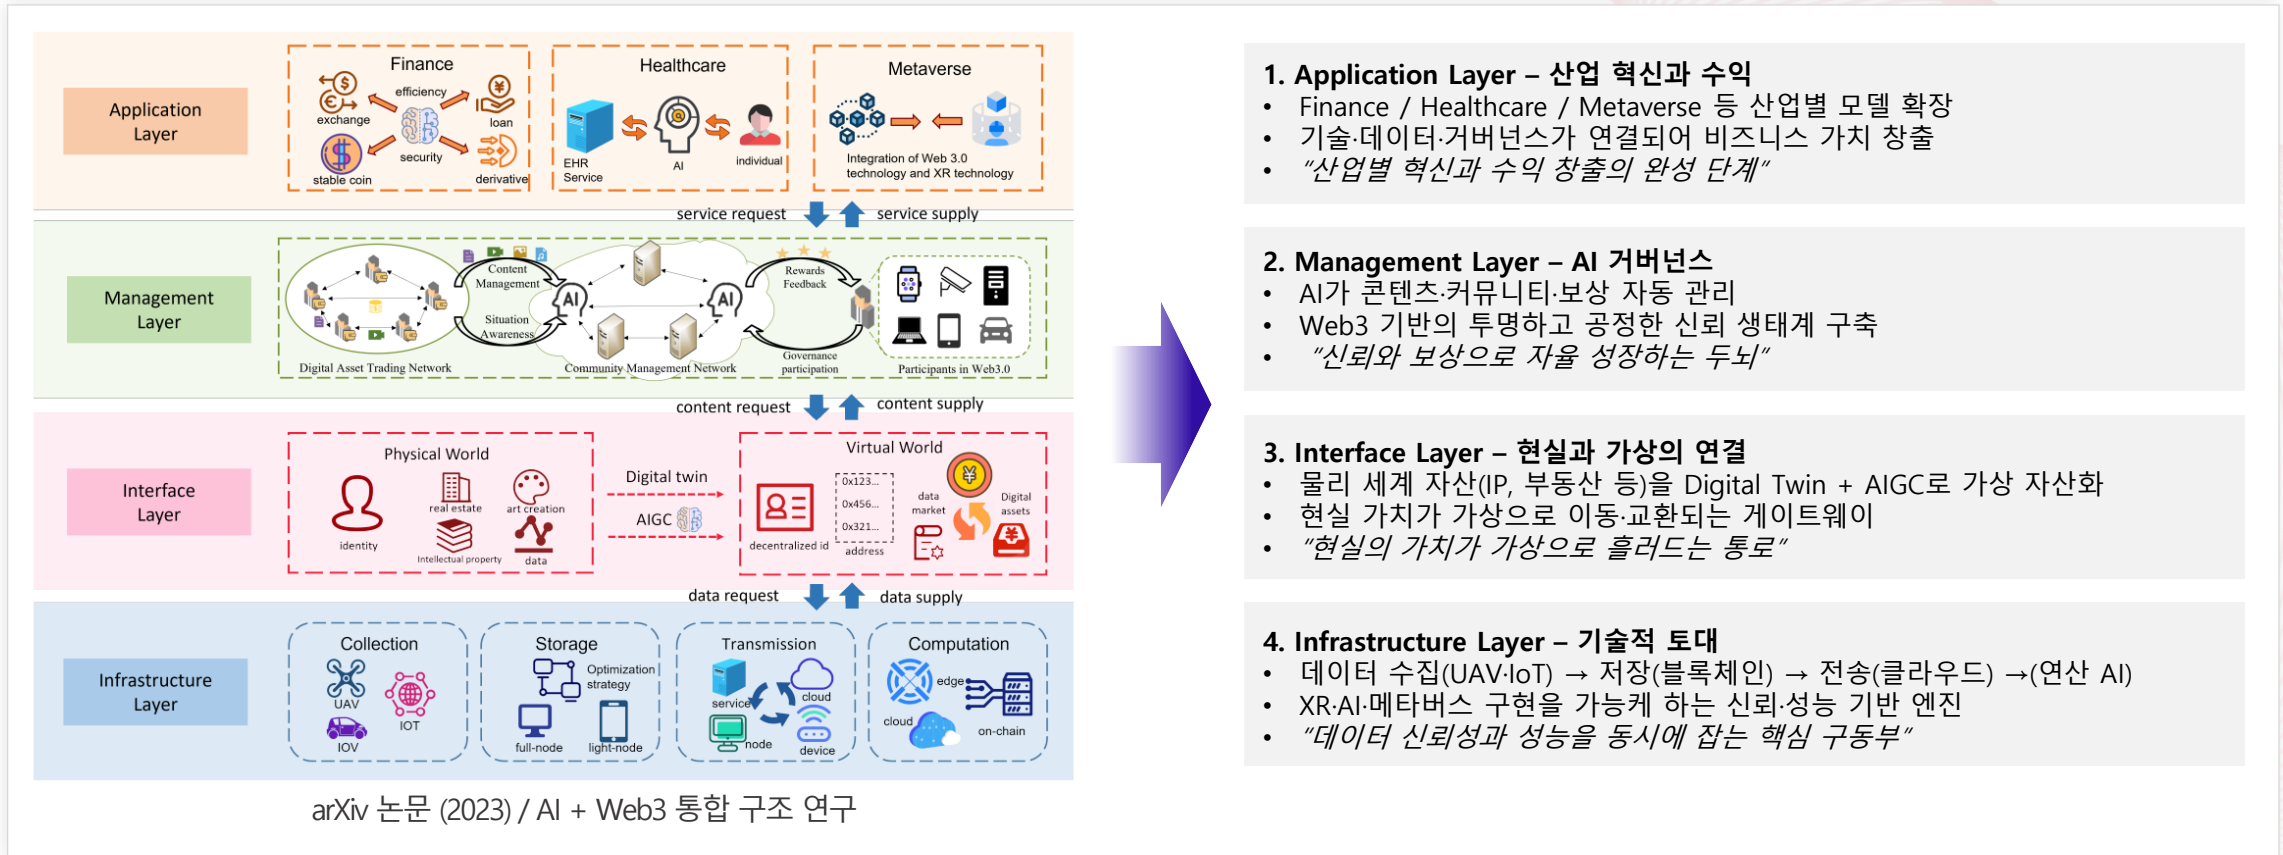 Application
Layer
Finance
efficiency
exchange
loan
security
stable coin
derivative
Healthcare
EHR
Service
AI
individual
Metaverse
Integration of Web 3.0
technology and XR technology
service request
service supply
Management
Layer
Content
Management
Situation
Awareness
AI
AI
Rewards
Feedback
Governance
participation
Digital Asset Trading Network
Community Management Network
Participants in Web3.0
content request
content supply
Interface
Layer
Physical World
identity
real estate
art creation
Intellectual property
data
Digital twin
AIGC
Virtual World
decentralized id
0x123...
0x456...
0x321...
address
data
market
Digital
assets
data request
data supply
Infrastructure
Layer
Collection
UAV
IOT
IOV
Storage
Optimization
strategy
full-node
light-node
Transmission
service
cloud
node
device
Computation
edge
cloud
on-chain
arXiv 논문 (2023) / AI + Web3 통합 구조 연구
1. Application Layer – 산업 혁신과 수익
• Finance / Healthcare / Metaverse 등 산업별 모델 확장
• 기술·데이터·거버넌스가 연결되어 비즈니스 가치 창출
• “산업별 혁신과 수익 창출의 완성 단계”
2. Management Layer – AI 거버넌스
• AI가 콘텐츠·커뮤니티·보상 자동 관리
• Web3 기반의 투명하고 공정한 신뢰 생태계 구축
• “신뢰와 보상으로 자율 성장하는 두뇌”
3. Interface Layer – 현실과 가상의 연결
• 물리 세계 자산(IP, 부동산 등)을 Digital Twin + AIGC로 가상 자산화
• 현실 가치가 가상으로 이동·교환되는 게이트웨이
• “현실의 가치가 가상으로 흘러드는 통로”
4. Infrastructure Layer – 기술적 토대
• 데이터 수집(UAV·IoT) → 저장(블록체인) → 전송(클라우드) →(연산 AI)
• XR·AI·메타버스 구현을 가능케 하는 신뢰·성능 기반 엔진
• “데이터 신뢰성과 성능을 동시에 잡는 핵심 구동부”